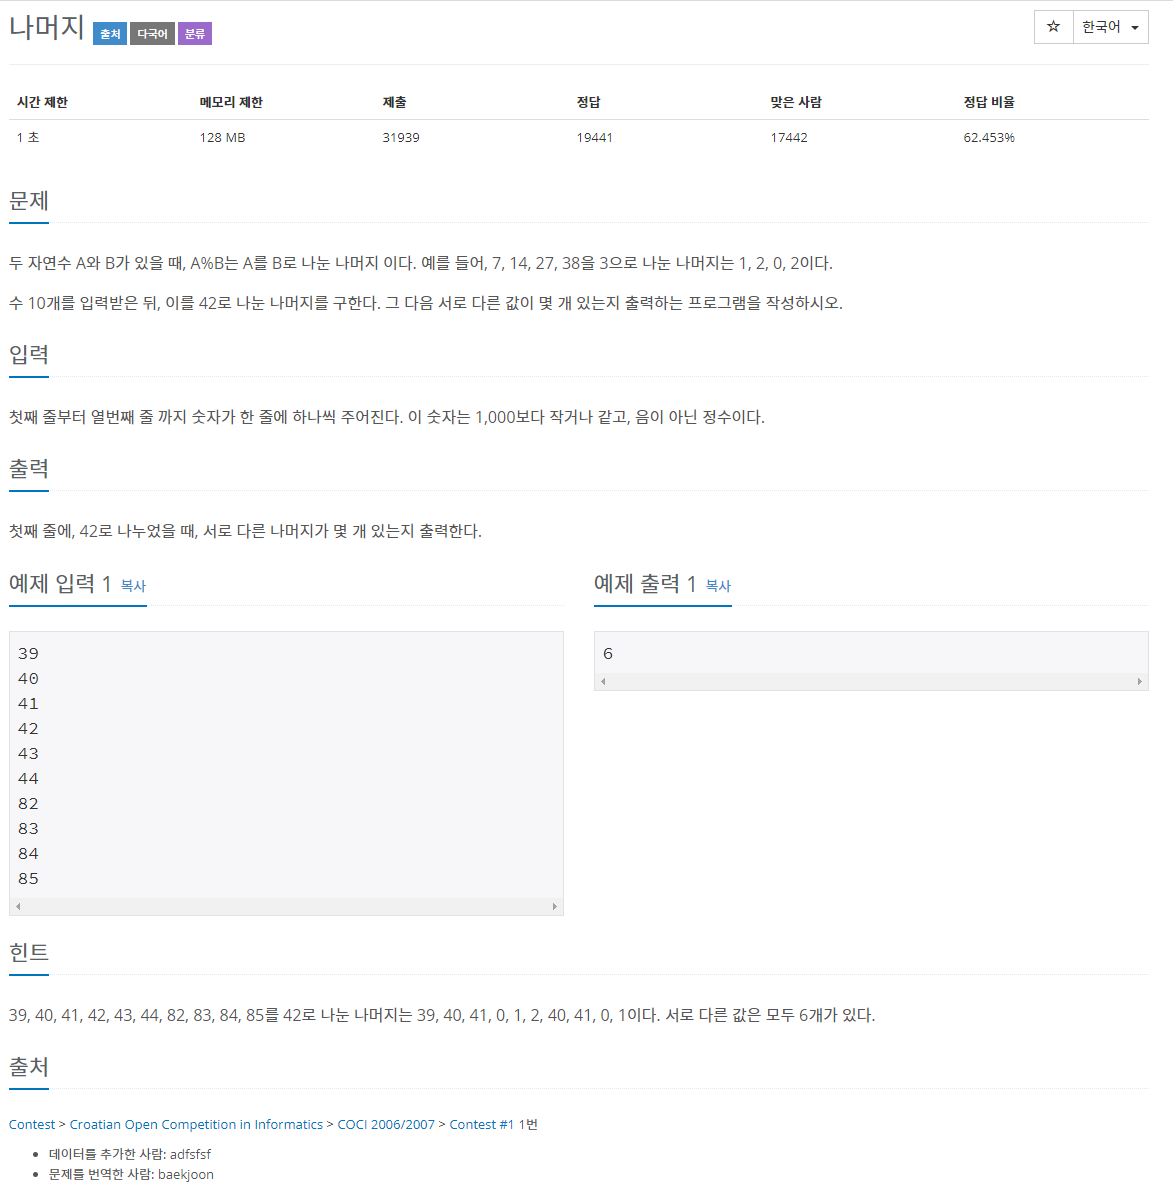 나머지 출처 다국어 분류 ☆ 한국어
시간 제한 메모리 제한 제출 정답 맞은 사람 정답 비율
1 초 128 MB 31939 19441 17442 62.453%
문제
두 자연수 A와 B가 있을 때, A%B는 A를 B로 나눈 나머지 이다. 예를 들어, 7, 14, 27, 38을 3으로 나눈 나머지는 1, 2, 0, 2이다.
수 10개를 입력받은 뒤, 이를 42로 나눈 나머지를 구한다. 그 다음 서로 다른 값이 몇 개 있는지 출력하는 프로그램을 작성하시오.
입력
첫째 줄부터 열번째 줄 까지 숫자가 한 줄에 하나씩 주어진다. 이 숫자는 1,000보다 작거나 같고, 음이 아닌 정수이다.
출력
첫째 줄에, 42로 나누었을 때, 서로 다른 나머지가 몇 개 있는지 출력한다.
예제 입력 1 복사
39
40
41
42
43
44
82
83
84
85
예제 출력 1 복사
6
힌트
39, 40, 41, 42, 43, 44, 82, 83, 84, 85를 42로 나눈 나머지는 39, 40, 41, 0, 1, 2, 40, 41, 0, 1이다. 서로 다른 값은 모두 6개가 있다.
출처
Contest > Croatian Open Competition in Informatics > COCI 2006/2007 > Contest #1 1번
• 데이터를 추가한 사람: adfsfsf
• 문제를 번역한 사람: baekjoon